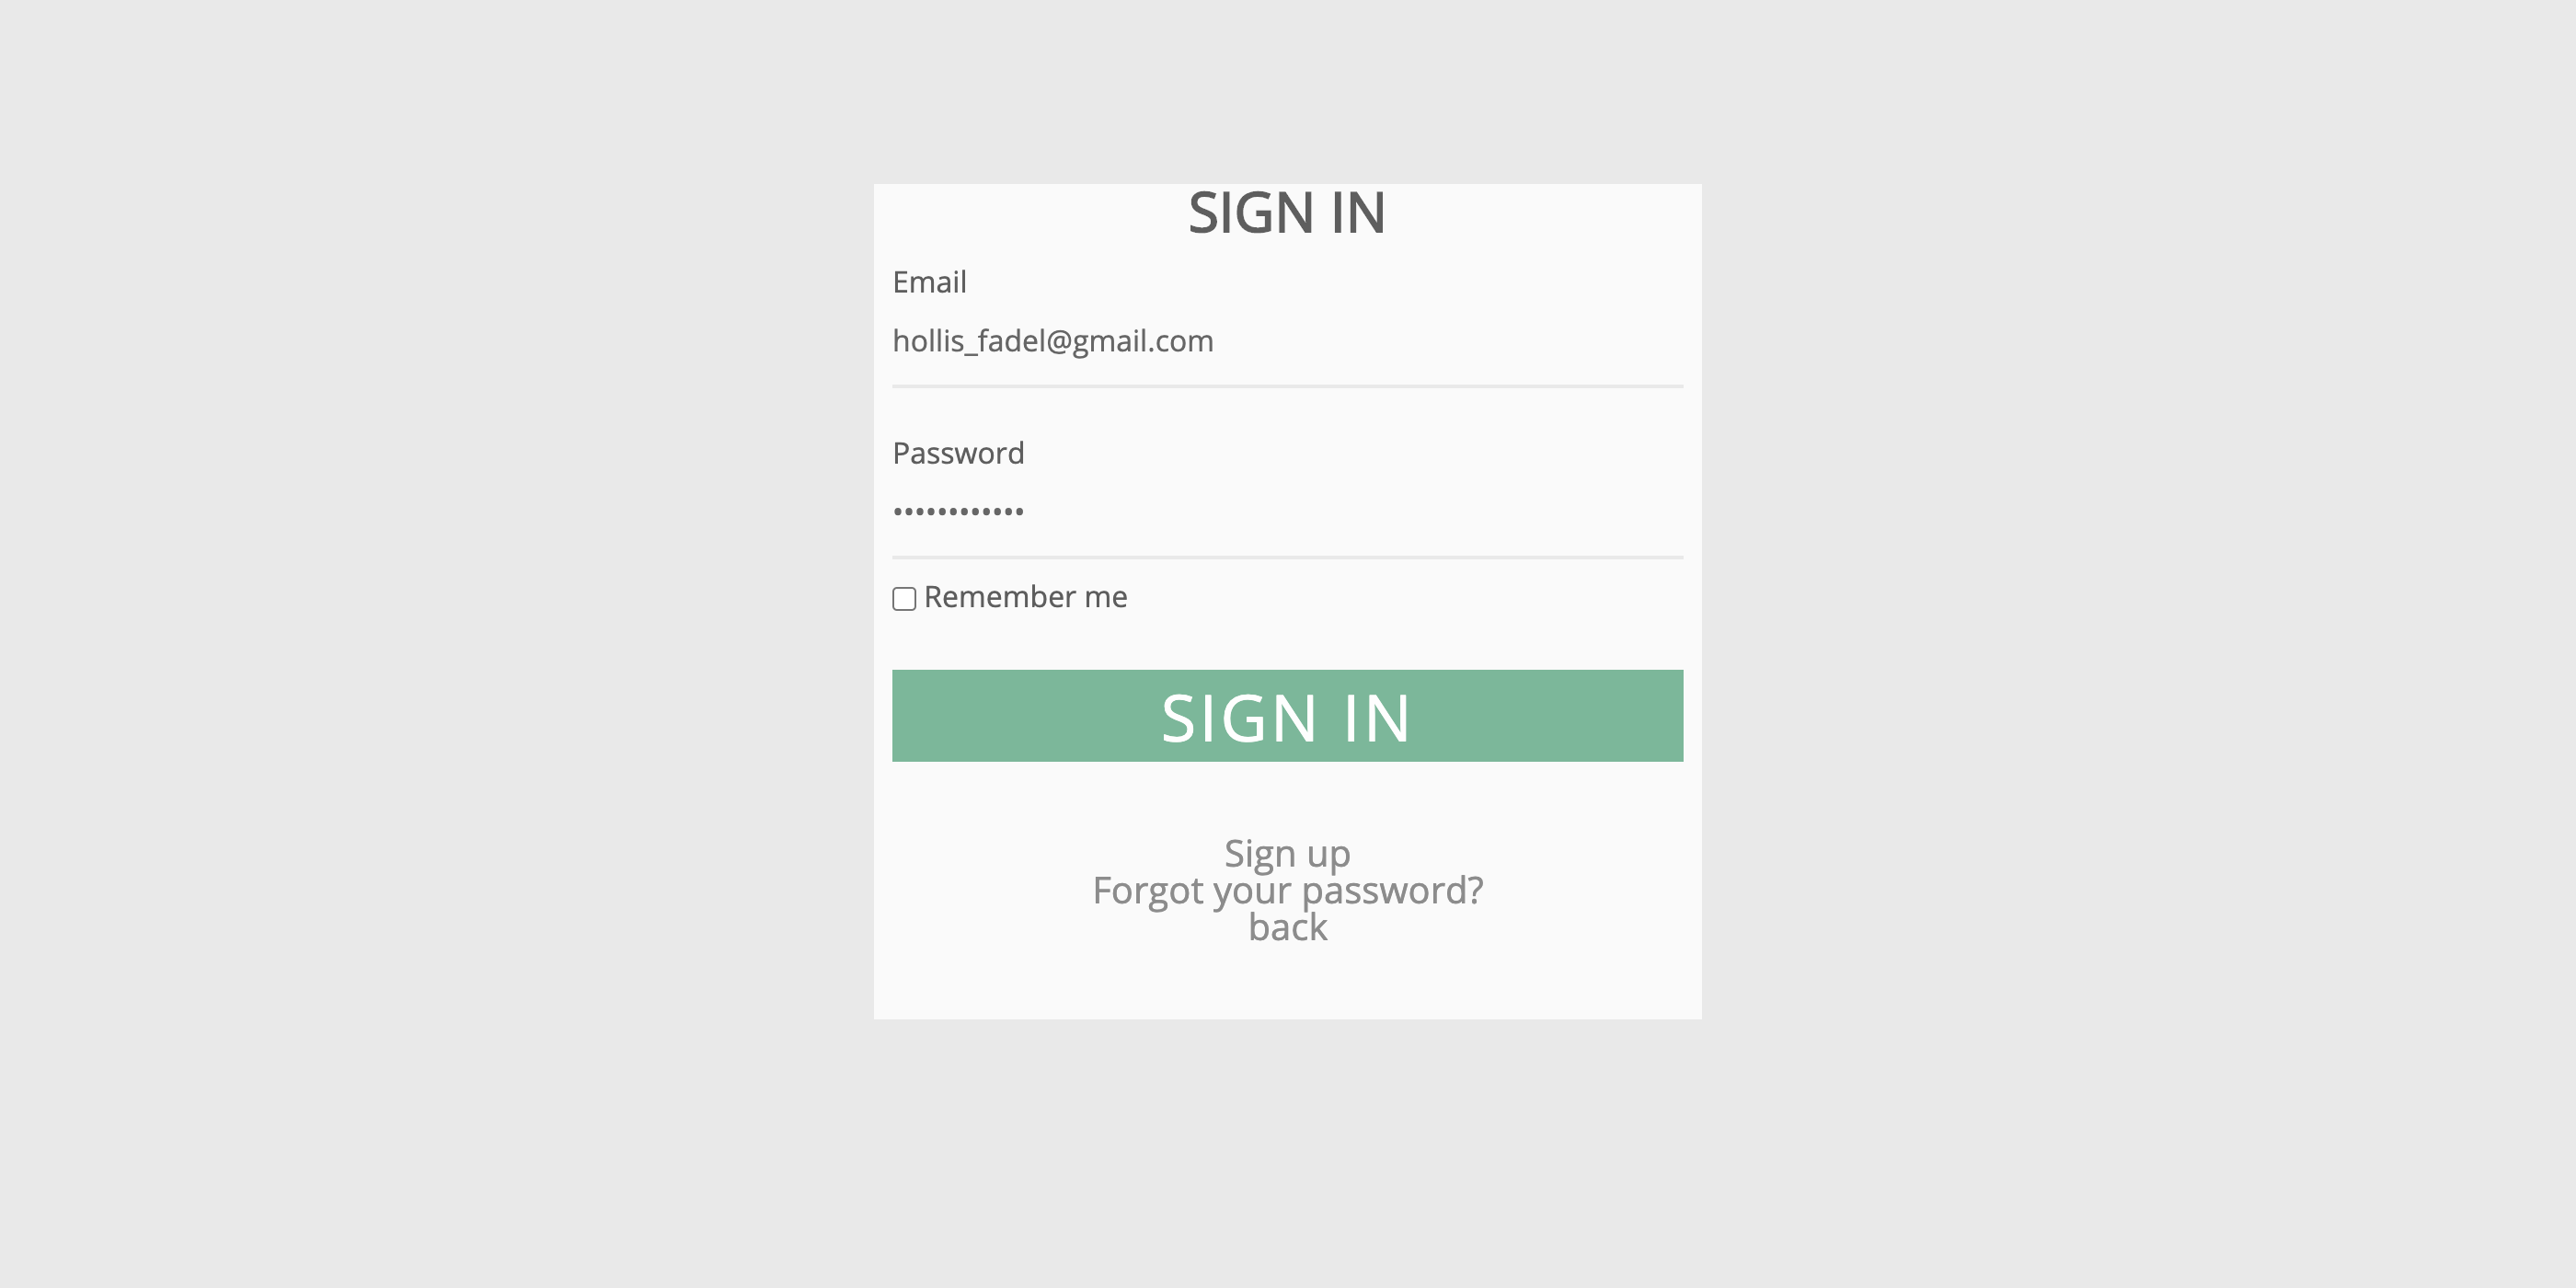 SIGN IN
Email
hollis_fadel@gmail.com
Password
••••••••••••
Remember me
SIGN IN
Sign up
Forgot your password?
back